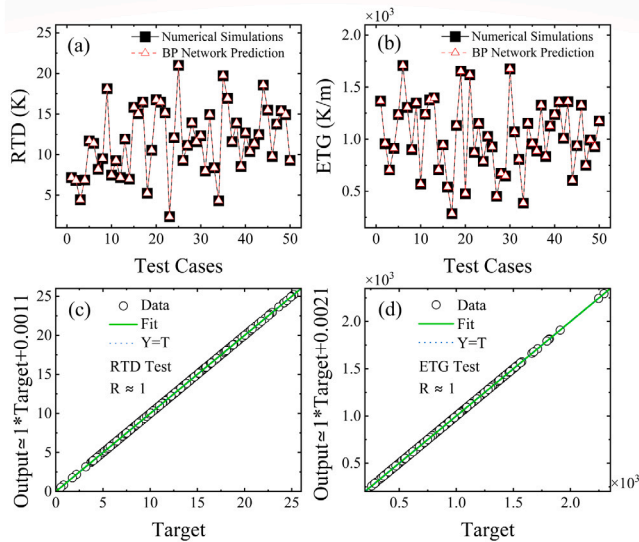 (a)
Numerical Simulations
BP Network Prediction
RTD (K)
25
20
15
10
5
0 10 20 30 40 50
Test Cases
×10³
(b)
Numerical Simulations
BP Network Prediction
ETG (K/m)
2.0
1.5
1.0
0.5
0 10 20 30 40 50
Test Cases
(c)
Data
Fit
Y=T
RTD Test
R ≈ 1
Output≃1*Target+0.0011
25
20
15
10
5
0
0 5 10 15 20 25
Target
×10³
(d)
Data
Fit
Y=T
ETG Test
R ≈ 1
Output≃1*Target+0.0021
2.0
1.5
1.0
0.5
0.5 1.0 1.5 2.0 ×10³
Target